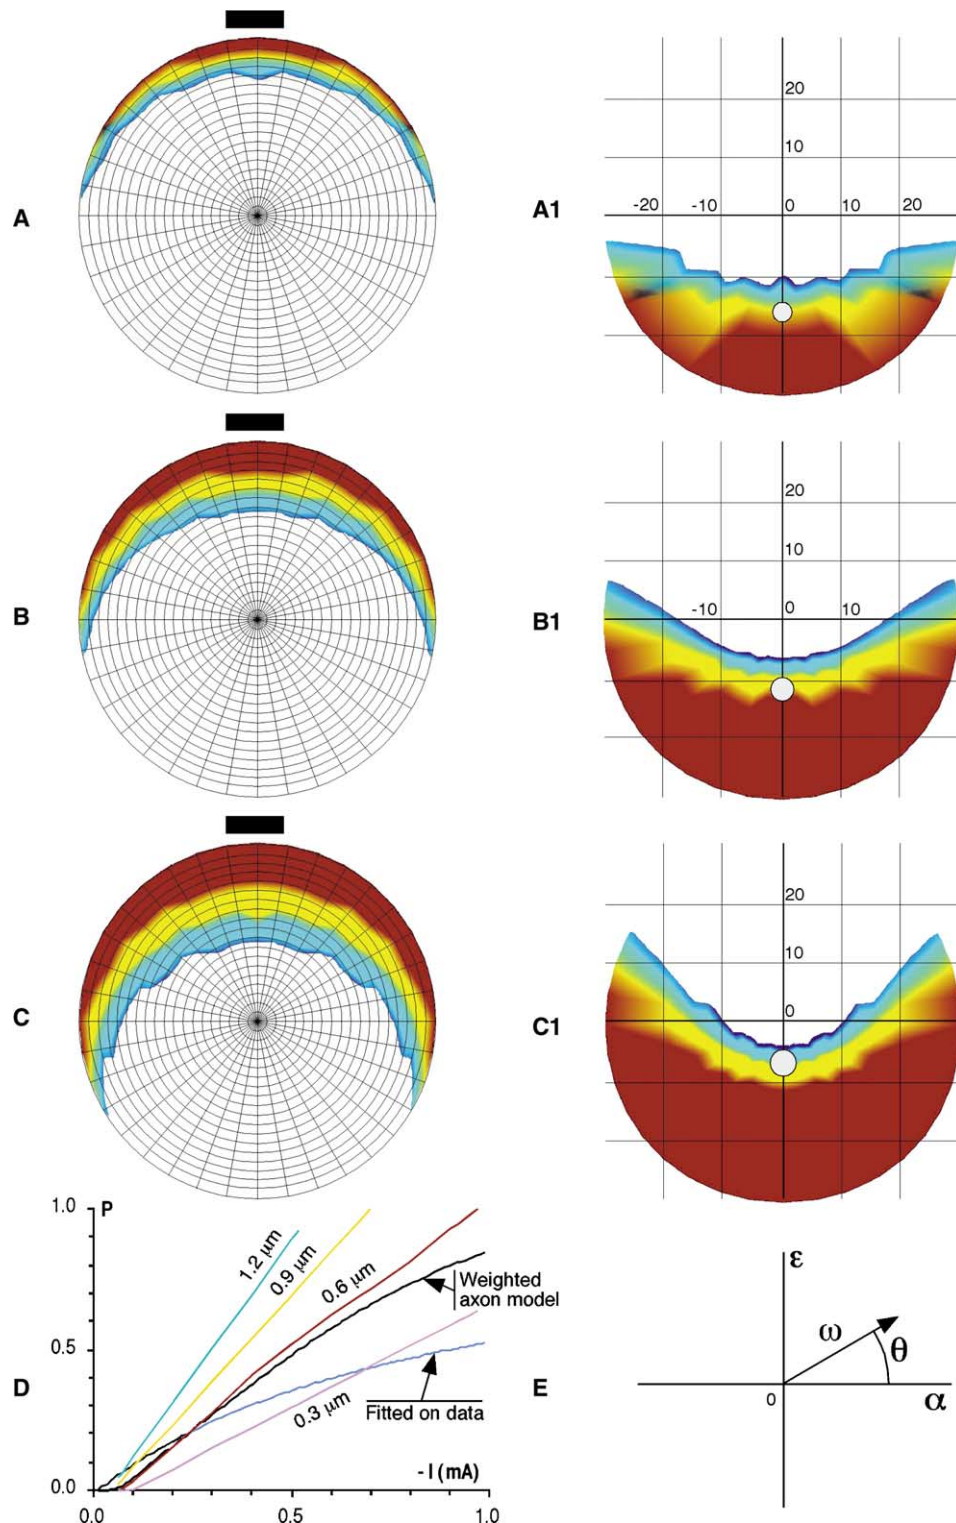 A
A1
20
10
-20 -10 0 10 20
B
B1
20
10
-10 0 10
C
C1
20
10
0
D
1.0 P
0.5
0.0
0.0 0.5 1.0
- I (mA)
1.2 μm
0.9 μm
0.6 μm
0.3 μm
Weighted
axon model
Fitted on data
E
ε
ω
θ
α
0